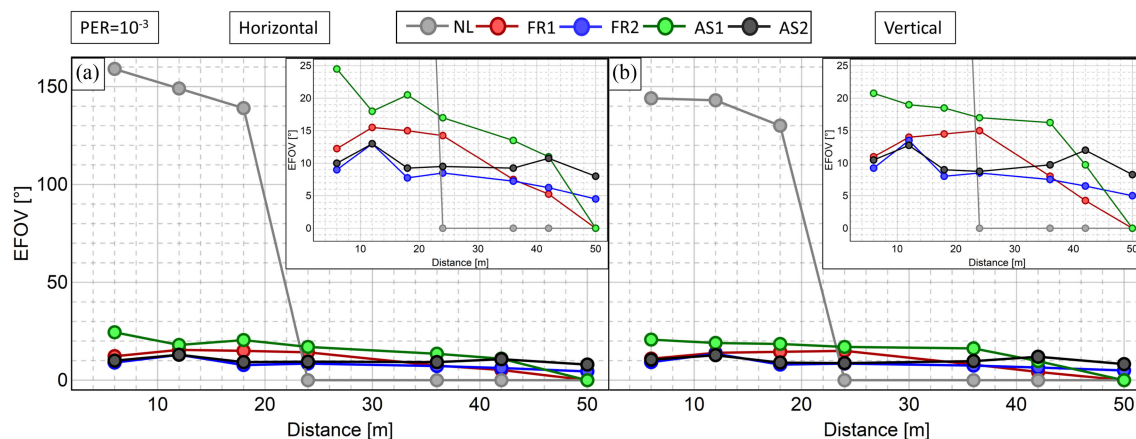 PER=10⁻³
Horizontal
NL FR1 FR2 AS1 AS2
Vertical
(a)
EFOV [°]
150
100
50
0
10 20 30 40 50
Distance [m]
EFOV [°]
25
20
15
10
5
0
10 20 30 40 50
Distance [m]
(b)
10 20 30 40 50
Distance [m]
EFOV [°]
25
20
15
10
5
0
10 20 30 40 50
Distance [m]